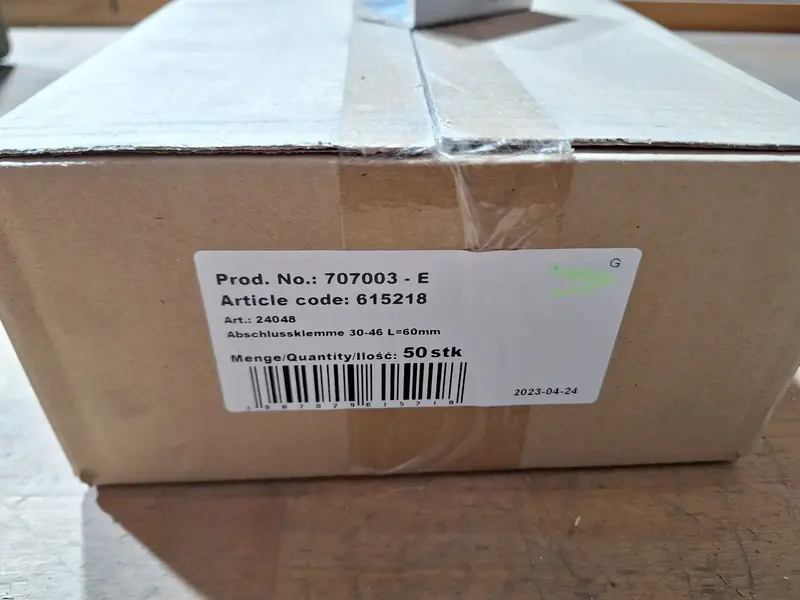 G
Prod. No.: 707003 - E
Article code: 615218
Art.: 24048
Abschlussklemme 30-46 L=60mm
Menge/Quantity/Ilość: 50 stk
2023-04-24